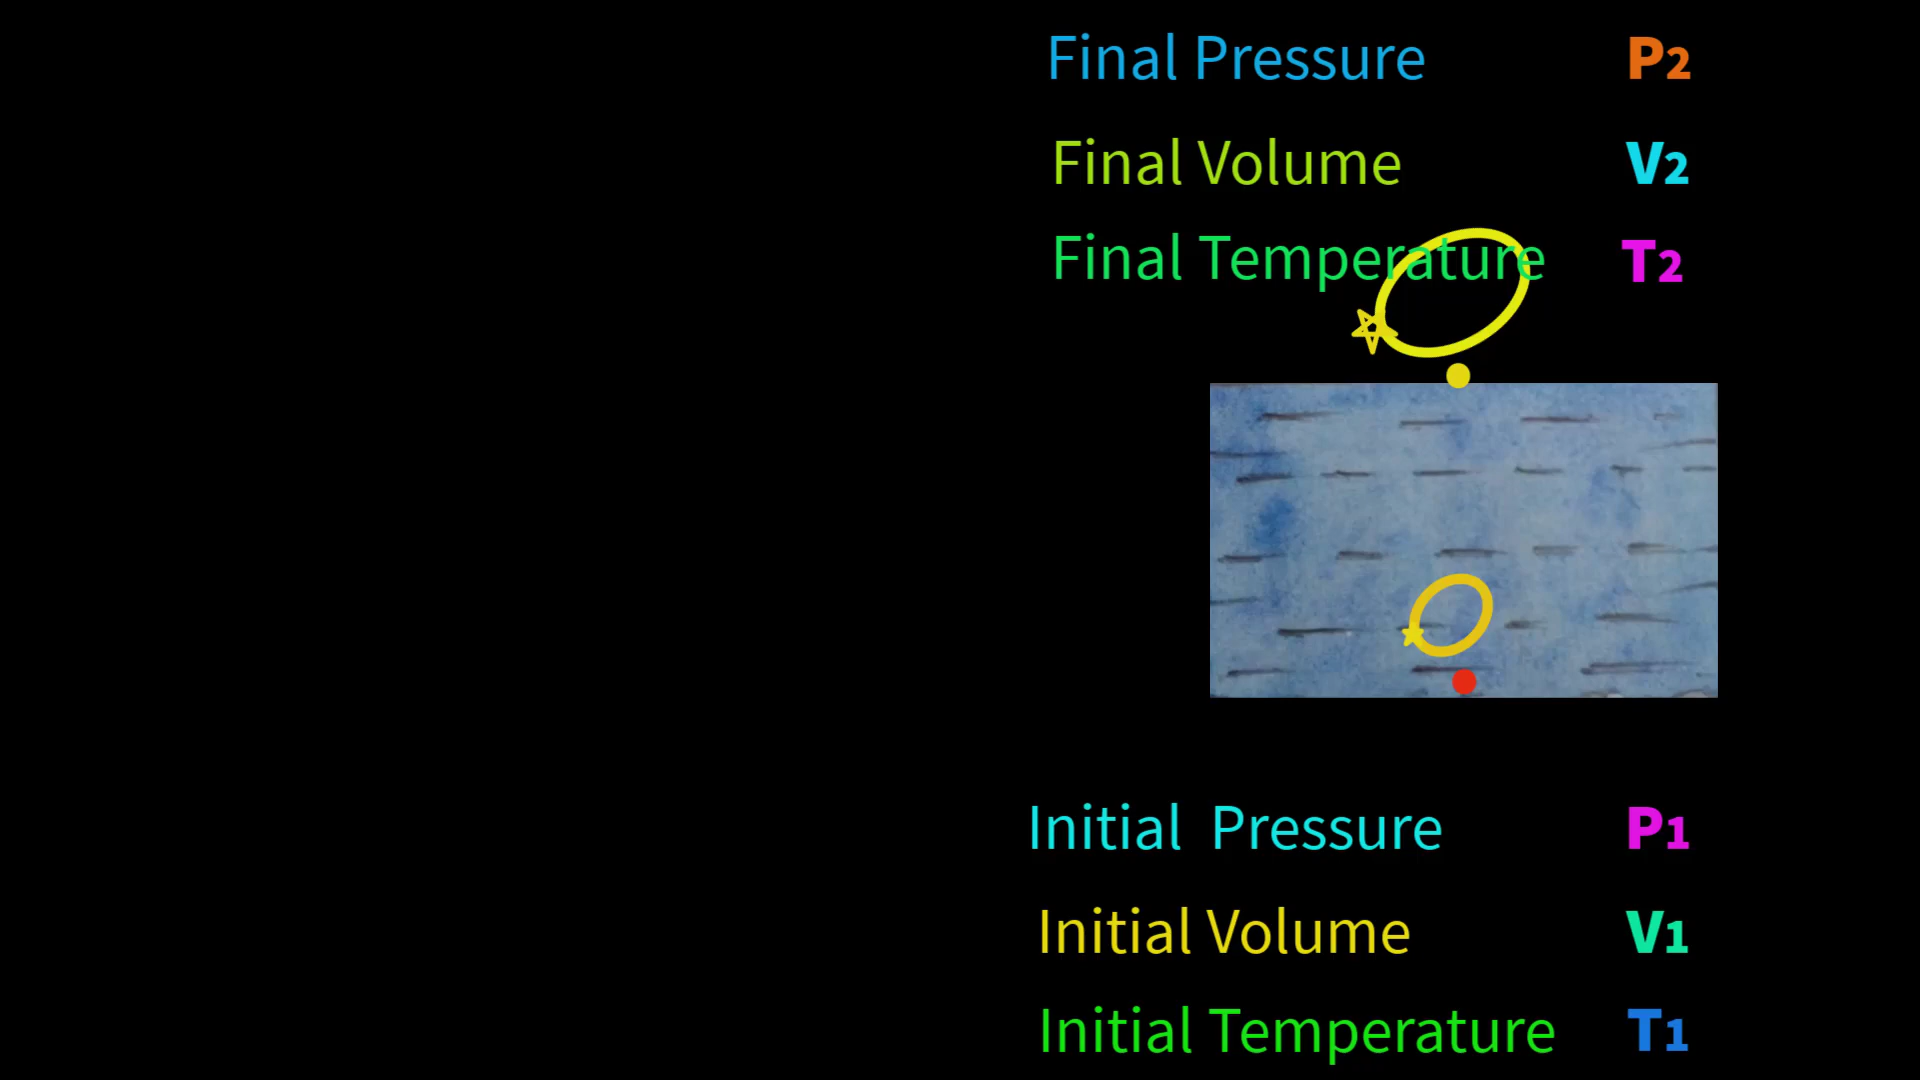 Final Pressure P2
Final Volume V2
Final Temperature T2
Initial Pressure P1
Initial Volume V1
Initial Temperature T1